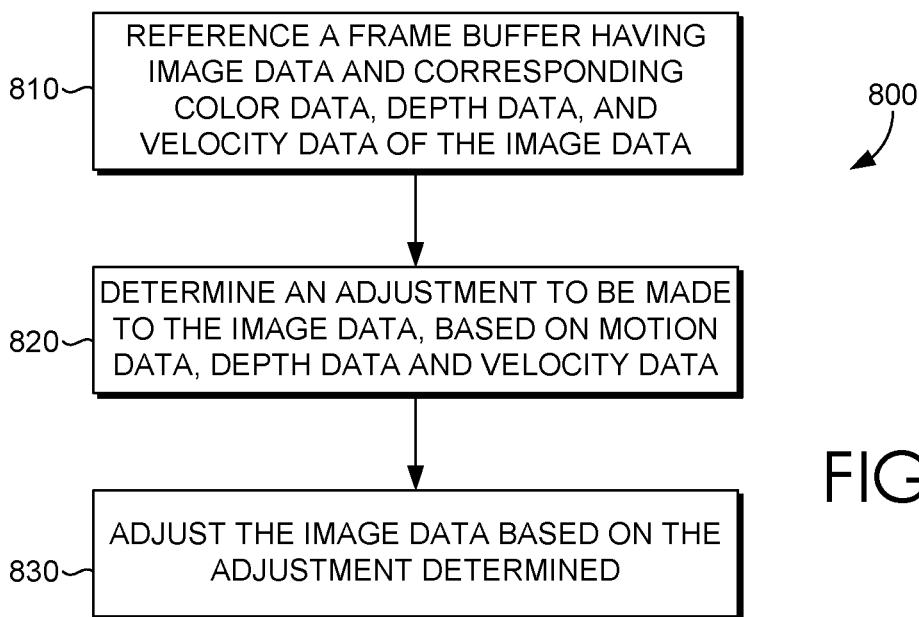 REFERENCE A FRAME BUFFER HAVING
IMAGE DATA AND CORRESPONDING
COLOR DATA, DEPTH DATA, AND
VELOCITY DATA OF THE IMAGE DATA
810
800
DETERMINE AN ADJUSTMENT TO BE MADE
TO THE IMAGE DATA, BASED ON MOTION
DATA, DEPTH DATA AND VELOCITY DATA
820
FIG
ADJUST THE IMAGE DATA BASED ON THE
ADJUSTMENT DETERMINED
830